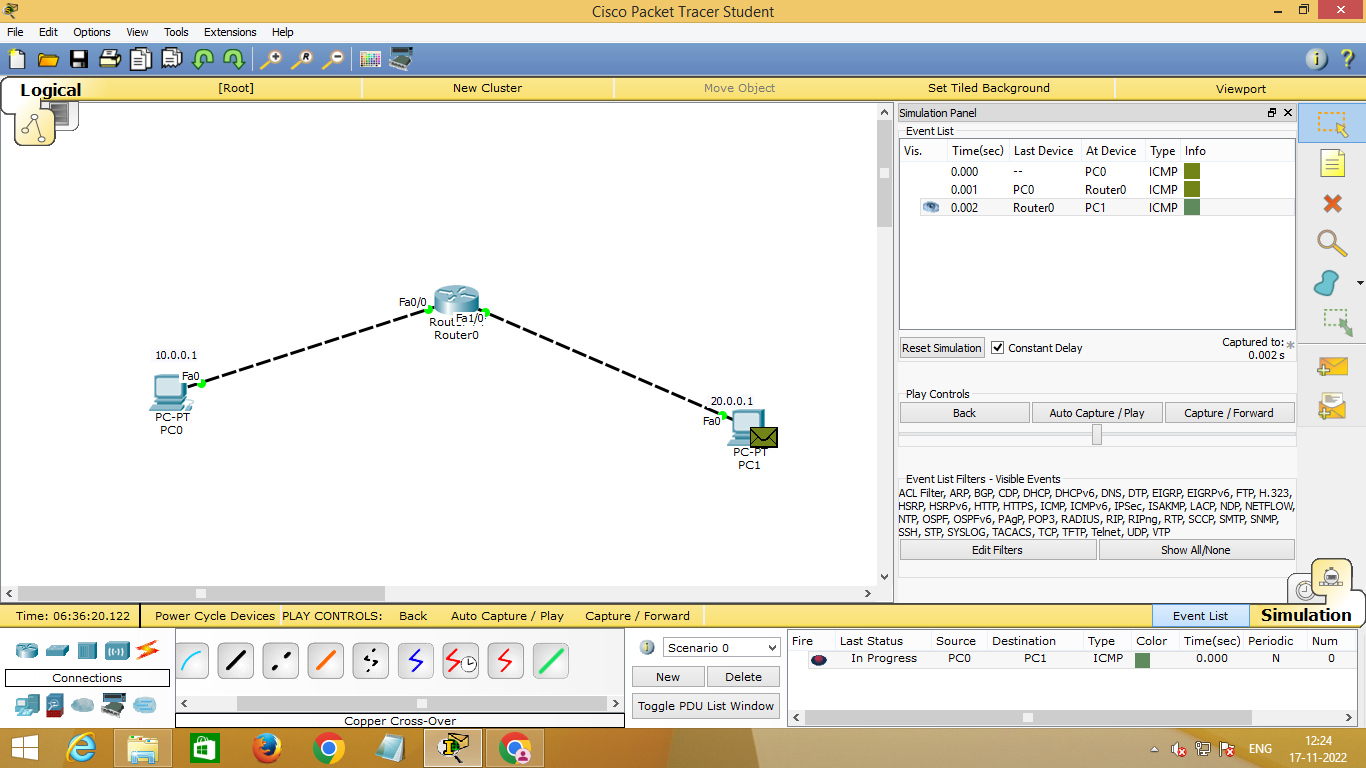 Cisco Packet Tracer Student
File Edit Options View Tools Extensions Help
Logical [Root] New Cluster Move Object Set Tiled Background Viewport
Simulation Panel
Event List
Vis. Time(sec) Last Device At Device Type Info
0.000 -- PC0 ICMP
0.001 PC0 Router0 ICMP
0.002 Router0 PC1 ICMP
Fa0/0
Fa1/0
Router0
10.0.0.1
Fa0
PC-PT
PC0
20.0.0.1
Fa0
PC-PT
PC1
Reset Simulation Constant Delay Captured to: *
0.002 s
Play Controls
Back Auto Capture / Play Capture / Forward
Event List Filters - Visible Events
ACL Filter, ARP, BGP, CDP, DHCP, DHCPv6, DNS, DTP, EIGRP, EIGRPv6, FTP, H.323,
HSRP, HSRPv6, HTTP, HTTPS, ICMP, ICMPv6, IPSec, ISAKMP, LACP, NDP, NETFLOW,
NTP, OSPF, OSPFv6, PAgP, POP3, RADIUS, RIP, RIPng, RTP, SCCP, SMTP, SNMP,
SSH, STP, SYSLOG, TACACS, TCP, TFTP, Telnet, UDP, VTP
Edit Filters Show All/None
Time: 06:36:20.122 Power Cycle Devices PLAY CONTROLS: Back Auto Capture / Play Capture / Forward Event List Simulation
Connections
Copper Cross-Over
Scenario 0
New Delete
Toggle PDU List Window
Fire Last Status Source Destination Type Color Time(sec) Periodic Num
In Progress PC0 PC1 ICMP 0.000 N 0
ENG
12:24
17-11-2022